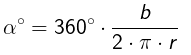 α° = 360° · b / (2 · π · r)